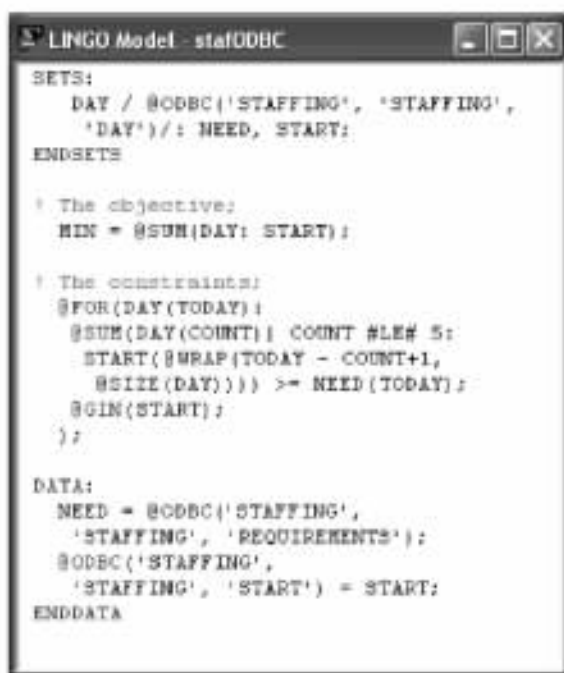 LINGO Model - stafODBC
SETS:
DAY / @ODBC('STAFFING', 'STAFFING',
'DAY')/: NEED, START;
ENDSETS
! The objective;
MIN = @SUM(DAY: START);
! The constraints;
@FOR(DAY(TODAY):
@SUM(DAY(COUNT)| COUNT #LE# 5:
START(@WRAP(TODAY - COUNT+1,
@SIZE(DAY)))) >= NEED(TODAY);
@GIN(START);
);
DATA:
NEED = @ODBC('STAFFING',
'STAFFING', 'REQUIREMENTS');
@ODBC('STAFFING',
'STAFFING', 'START') = START;
ENDDATA